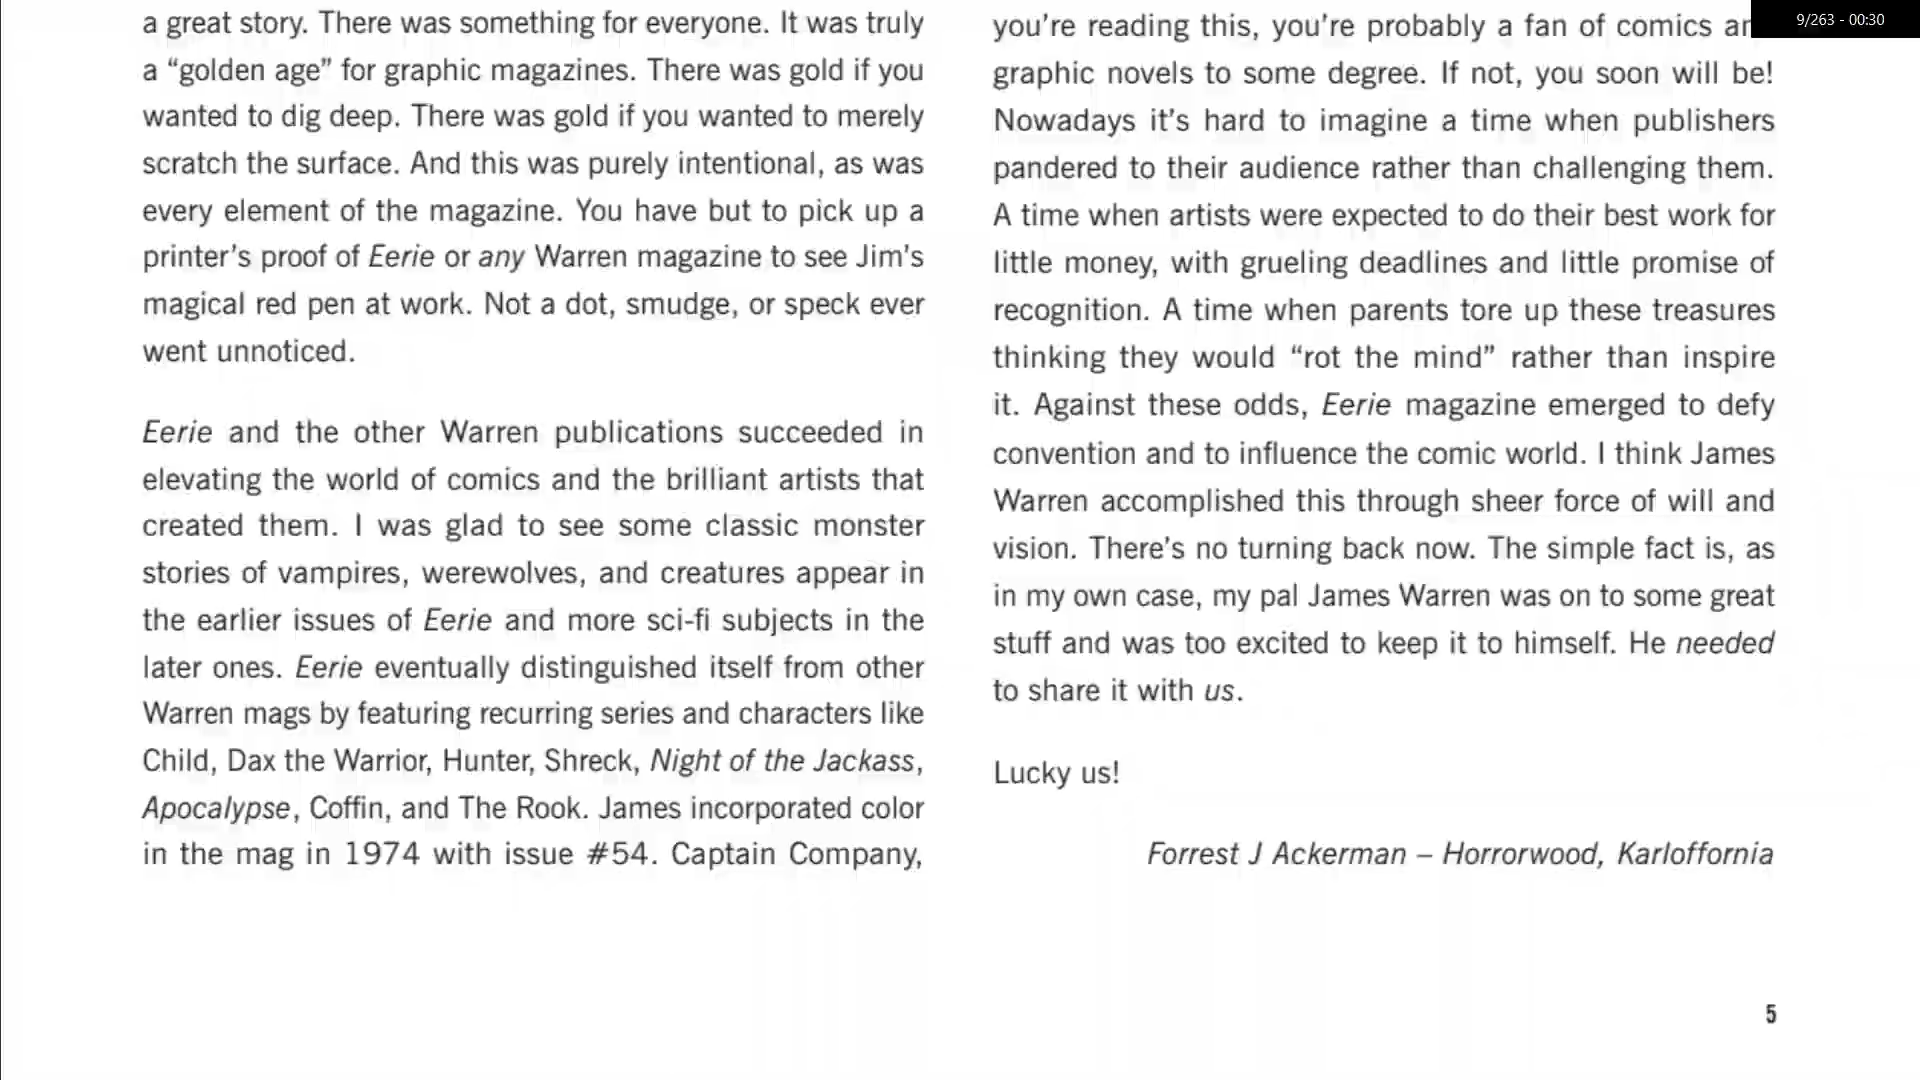 a great story. There was something for everyone. It was truly
a “golden age” for graphic magazines. There was gold if you
wanted to dig deep. There was gold if you wanted to merely
scratch the surface. And this was purely intentional, as was
every element of the magazine. You have but to pick up a
printer’s proof of Eerie or any Warren magazine to see Jim’s
magical red pen at work. Not a dot, smudge, or speck ever
went unnoticed.
Eerie and the other Warren publications succeeded in
elevating the world of comics and the brilliant artists that
created them. I was glad to see some classic monster
stories of vampires, werewolves, and creatures appear in
the earlier issues of Eerie and more sci-fi subjects in the
later ones. Eerie eventually distinguished itself from other
Warren mags by featuring recurring series and characters like
Child, Dax the Warrior, Hunter, Shreck, Night of the Jackass,
Apocalypse, Coffin, and The Rook. James incorporated color
in the mag in 1974 with issue #54. Captain Company,
you’re reading this, you’re probably a fan of comics an
graphic novels to some degree. If not, you soon will be!
Nowadays it’s hard to imagine a time when publishers
pandered to their audience rather than challenging them.
A time when artists were expected to do their best work for
little money, with grueling deadlines and little promise of
recognition. A time when parents tore up these treasures
thinking they would “rot the mind” rather than inspire
it. Against these odds, Eerie magazine emerged to defy
convention and to influence the comic world. I think James
Warren accomplished this through sheer force of will and
vision. There’s no turning back now. The simple fact is, as
in my own case, my pal James Warren was on to some great
stuff and was too excited to keep it to himself. He needed
to share it with us.
Lucky us!
Forrest J Ackerman – Horrorwood, Karloffornia
5
9/263 - 00:30